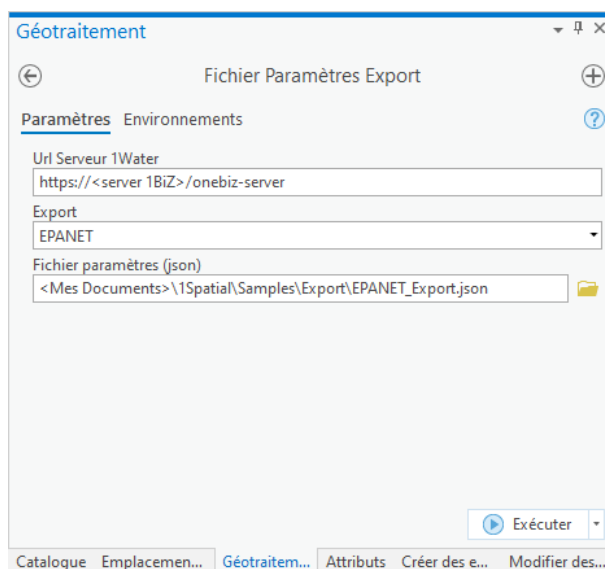 Géotraitement
Fichier Paramètres Export
Paramètres Environnements
Url Serveur 1Water
https://<server 1BiZ>/onebiz-server
Export
EPANET
Fichier paramètres (json)
<Mes Documents>\1Spatial\Samples\Export\EPANET_Export.json
Exécuter
Catalogue Emplacemen... Géotraitem... Attributs Créer des e... Modifier des...